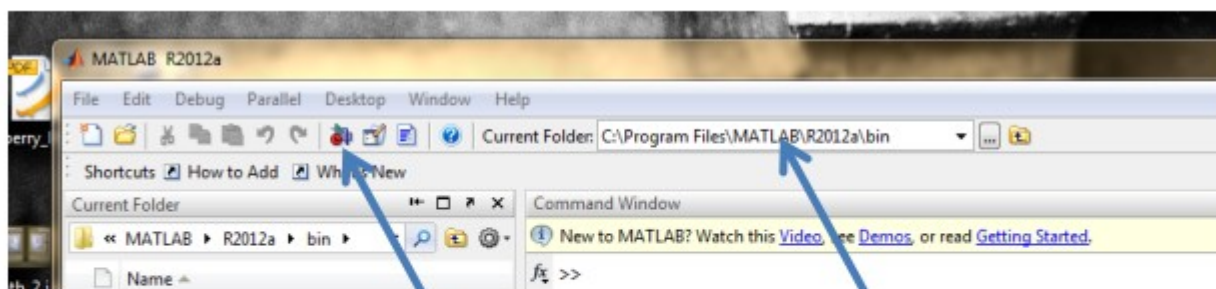 PDF
MATLAB R2012a
File Edit Debug Parallel Desktop Window Help
Current Folder: C:\Program Files\MATLAB\R2012a\bin
Shortcuts How to Add New
Current Folder
Command Window
« MATLAB ▸ R2012a ▸ bin ▸
New to MATLAB? Watch this Video, see Demos, or read Getting Started.
Name
fx >>